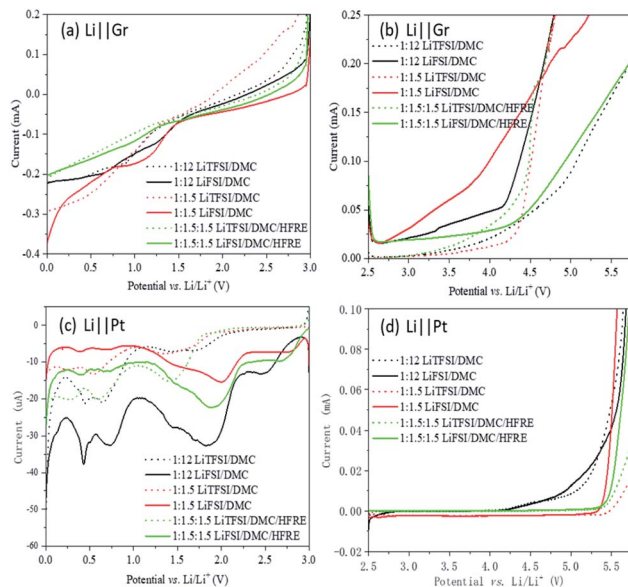 (a) Li||Gr
0.2
0.1
0.0
-0.1
-0.2
-0.3
-0.4
Current (mA)
0.0 0.5 1.0 1.5 2.0 2.5 3.0
Potential vs. Li/Li⁺ (V)
1:12 LiTFSI/DMC
1:12 LiFSI/DMC
1:1.5 LiTFSI/DMC
1:1.5 LiFSI/DMC
1:1.5:1.5 LiTFSI/DMC/HFRE
1:1.5:1.5 LiFSI/DMC/HFRE
(b) Li||Gr
0.25
0.20
0.15
0.10
0.05
0.00
Current (mA)
2.5 3.0 3.5 4.0 4.5 5.0 5.5
Potential vs. Li/Li⁺ (V)
1:12 LiTFSI/DMC
1:12 LiFSI/DMC
1:1.5 LiTFSI/DMC
1:1.5 LiFSI/DMC
1:1.5:1.5 LiTFSI/DMC/HFRE
1:1.5:1.5 LiFSI/DMC/HFRE
(c) Li||Pt
0
-10
-20
-30
-40
-50
-60
Current (uA)
0.0 0.5 1.0 1.5 2.0 2.5 3.0
Potential vs. Li/Li⁺ (V)
1:12 LiTFSI/DMC
1:12 LiFSI/DMC
1:1.5 LiTFSI/DMC
1:1.5 LiFSI/DMC
1:1.5:1.5 LiTFSI/DMC/HFRE
1:1.5:1.5 LiFSI/DMC/HFRE
(d) Li||Pt
0.10
0.08
0.06
0.04
0.02
0.00
-0.02
Current (mA)
2.5 3.0 3.5 4.0 4.5 5.0 5.5
Potential vs. Li/Li⁺ (V)
1:12 LiTFSI/DMC
1:12 LiFSI/DMC
1:1.5 LiTFSI/DMC
1:1.5 LiFSI/DMC
1:1.5:1.5 LiTFSI/DMC/HFRE
1:1.5:1.5 LiFSI/DMC/HFRE